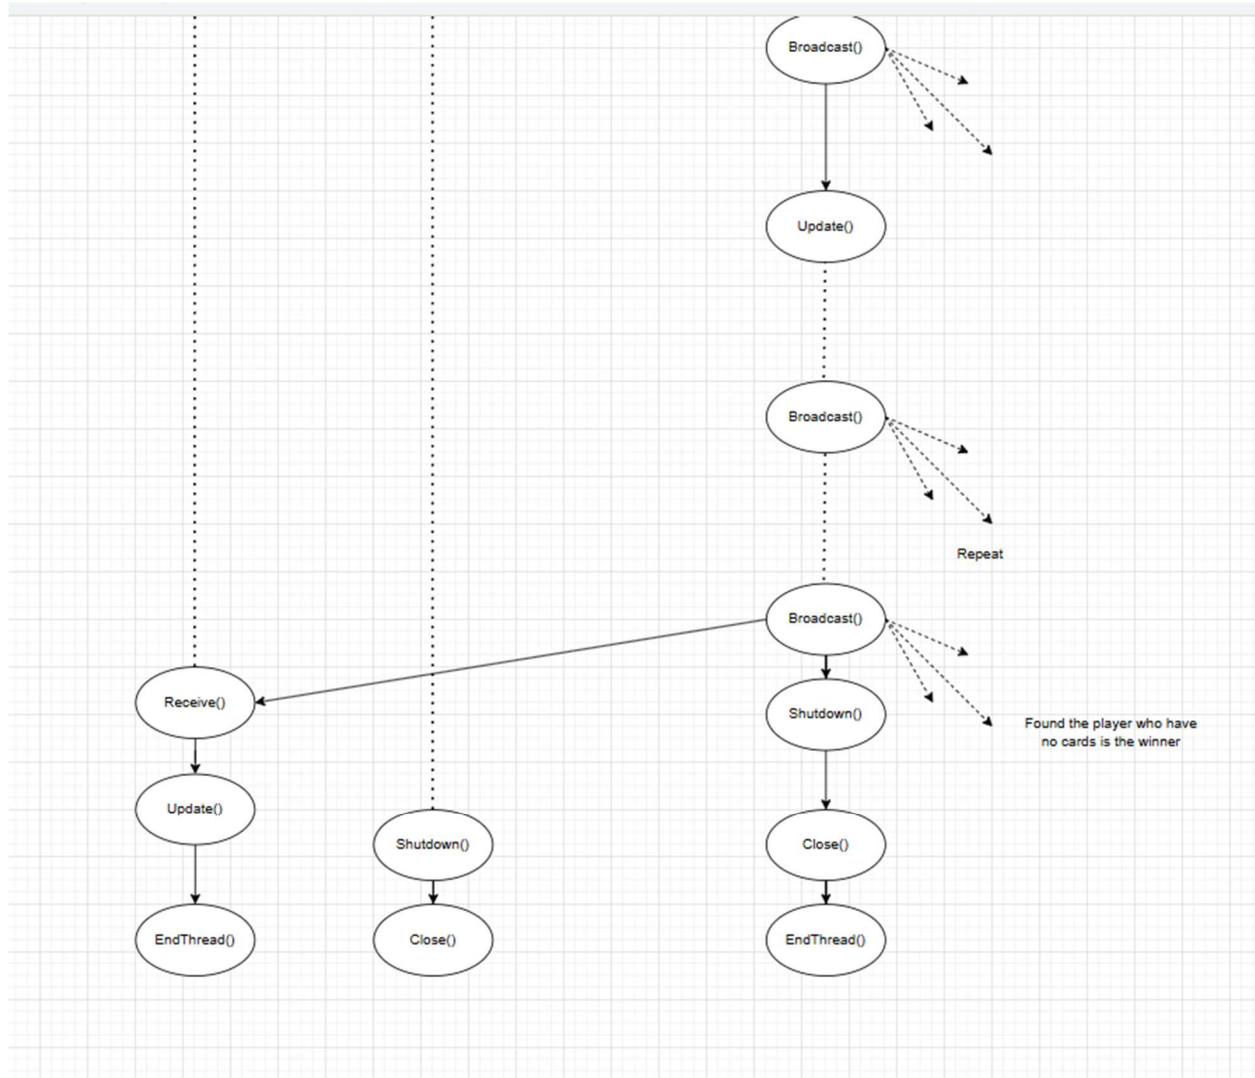 Broadcast()
Update()
Broadcast()
Repeat
Broadcast()
Receive()
Shutdown()
Found the player who have
no cards is the winner
Update()
Shutdown()
Close()
EndThread()
Close()
EndThread()